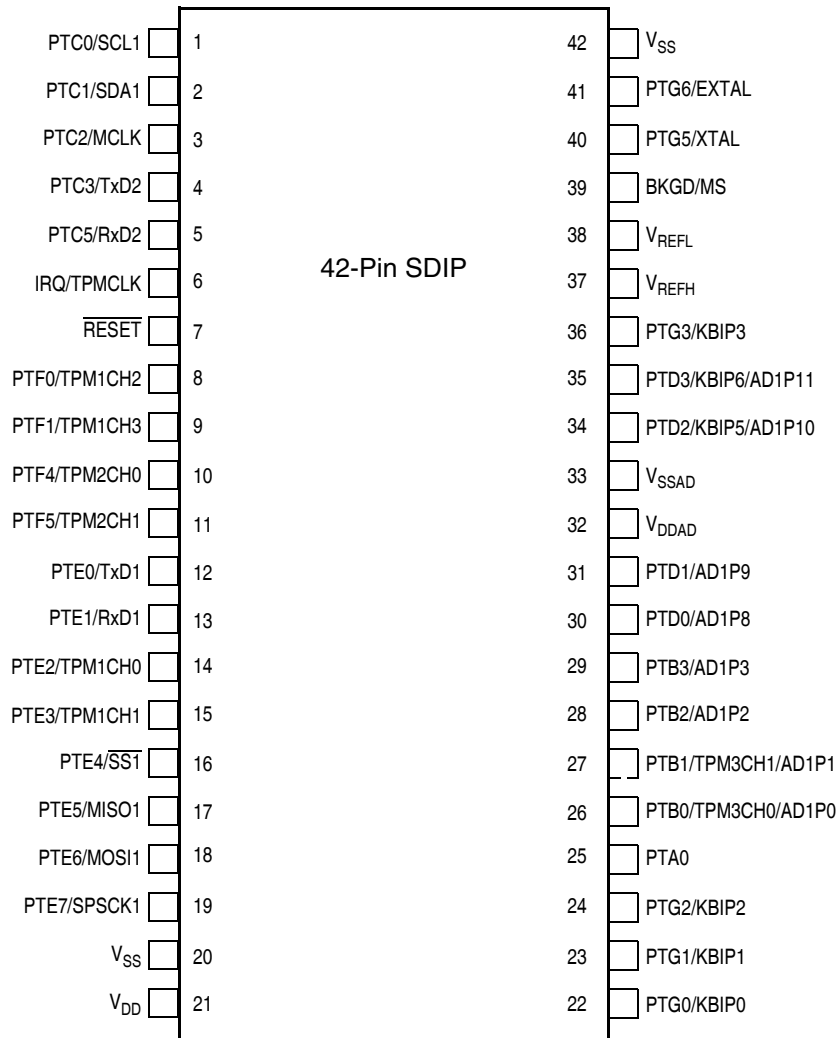 PTC0/SCL1 1 42 VSS
PTC1/SDA1 2 41 PTG6/EXTAL
PTC2/MCLK 3 40 PTG5/XTAL
PTC3/TxD2 4 39 BKGD/MS
PTC5/RxD2 5 38 VREFL
42-Pin SDIP
IRQ/TPMCLK 6 37 VREFH
RESET 7 36 PTG3/KBIP3
PTF0/TPM1CH2 8 35 PTD3/KBIP6/AD1P11
PTF1/TPM1CH3 9 34 PTD2/KBIP5/AD1P10
PTF4/TPM2CH0 10 33 VSSAD
PTF5/TPM2CH1 11 32 VDDAD
PTE0/TxD1 12 31 PTD1/AD1P9
PTE1/RxD1 13 30 PTD0/AD1P8
PTE2/TPM1CH0 14 29 PTB3/AD1P3
PTE3/TPM1CH1 15 28 PTB2/AD1P2
PTE4/SS1 16 27 PTB1/TPM3CH1/AD1P1
PTE5/MISO1 17 26 PTB0/TPM3CH0/AD1P0
PTE6/MOSI1 18 25 PTA0
PTE7/SPSCK1 19 24 PTG2/KBIP2
VSS 20 23 PTG1/KBIP1
VDD 21 22 PTG0/KBIP0